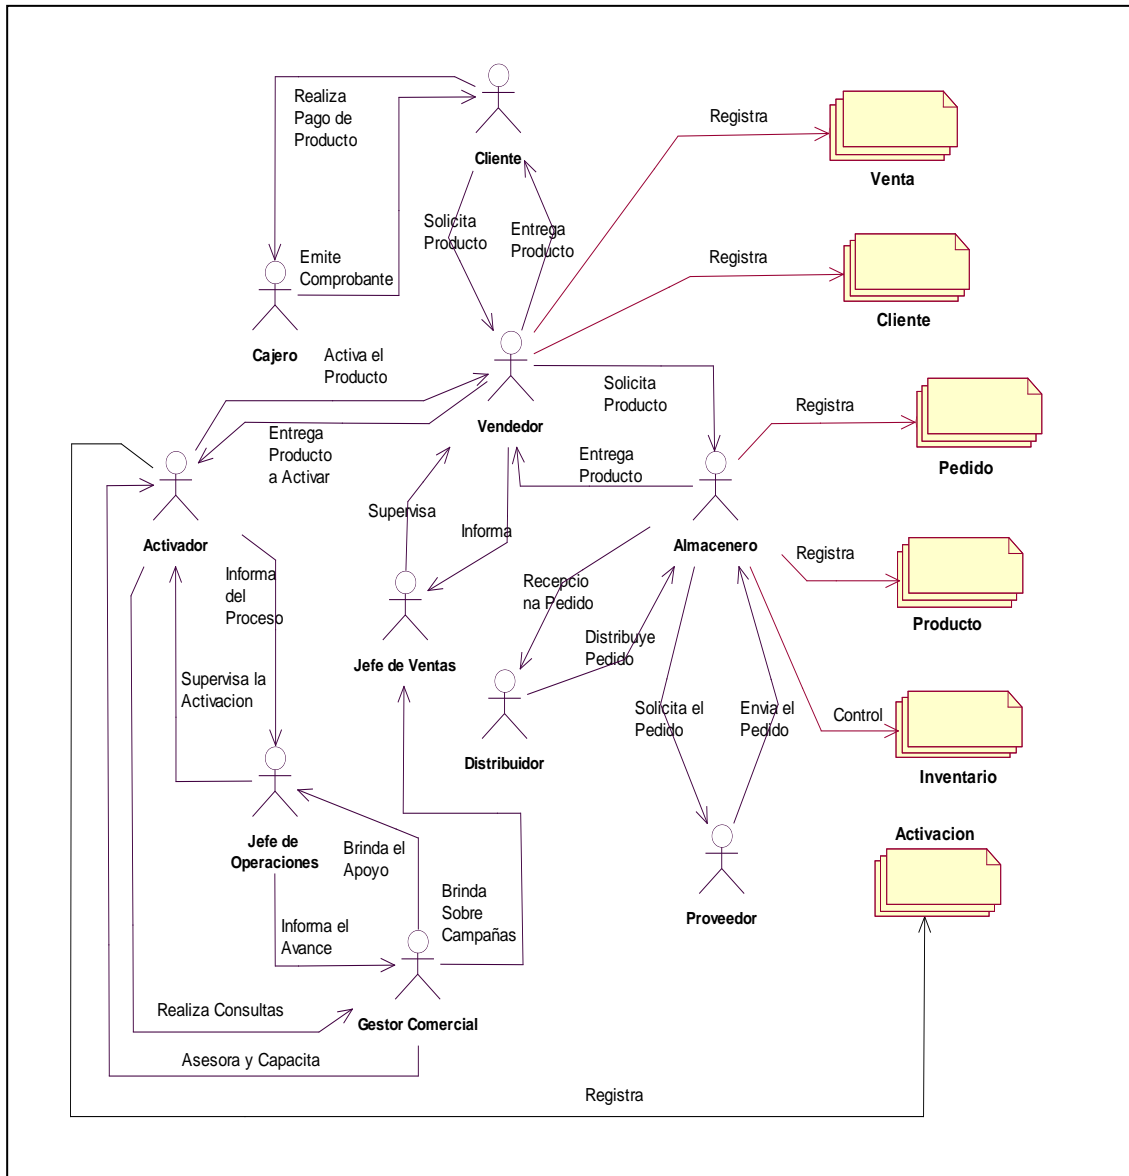 Realiza
Pago de
Producto
Cliente
Registra
Venta
Solicita
Producto
Entrega
Producto
Registra
Cliente
Emite
Comprobante
Cajero
Activa el
Producto
Vendedor
Solicita
Producto
Registra
Pedido
Entrega
Producto
a Activar
Entrega
Producto
Activador
Supervisa
Informa
Almacenero
Registra
Producto
Informa
del
Proceso
Recepcio
na Pedido
Distribuye
Pedido
Jefe de Ventas
Supervisa la
Activacion
Distribuidor
Solicita el
Pedido
Envia el
Pedido
Control
Inventario
Jefe de
Operaciones
Brinda el
Apoyo
Activacion
Brinda
Sobre
Campañas
Proveedor
Informa el
Avance
Realiza Consultas
Gestor Comercial
Asesora y Capacita
Registra